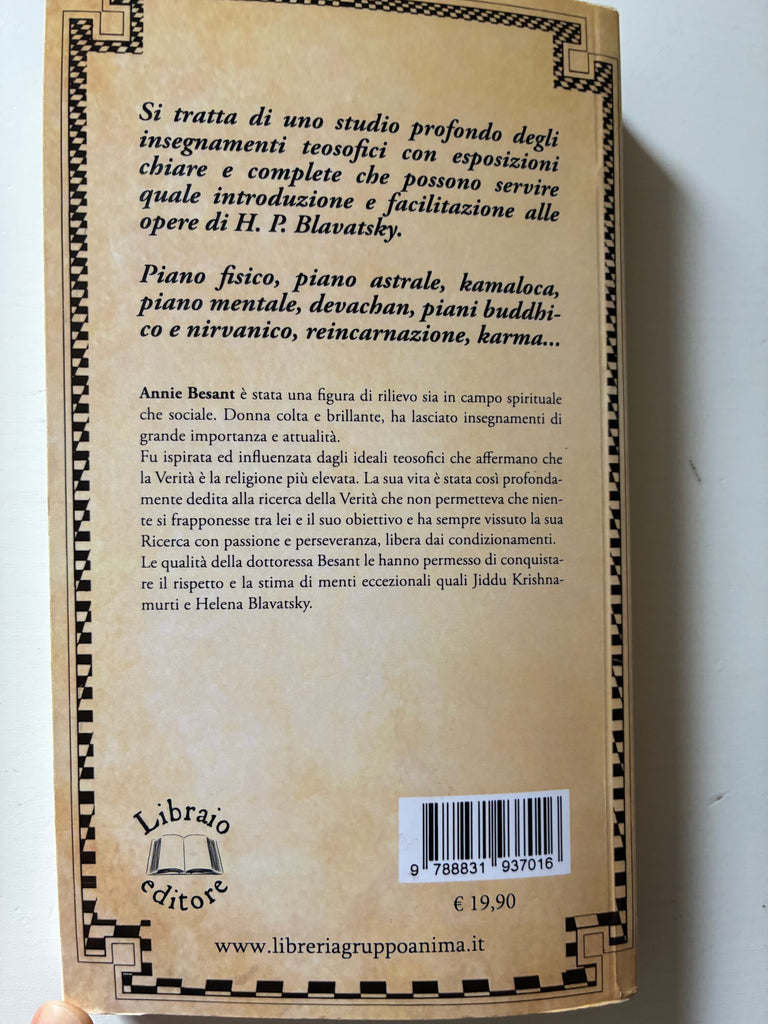 Si tratta di uno studio profondo degli
insegnamenti teosofici con esposizioni
chiare e complete che possono servire
quale introduzione e facilitazione alle
opere di H. P. Blavatsky.
Piano fisico, piano astrale, kamaloca,
piano mentale, devachan, piani buddhi-
co e nirvanico, reincarnazione, karma...
Annie Besant è stata una figura di rilievo sia in campo spirituale
che sociale. Donna colta e brillante, ha lasciato insegnamenti di
grande importanza e attualità.
Fu ispirata ed influenzata dagli ideali teosofici che affermano che
la Verità è la religione più elevata. La sua vita è stata così profonda-
mente dedita alla ricerca della Verità che non permetteva che nien-
te si frapponesse tra lei e il suo obiettivo e ha sempre vissuto la sua
Ricerca con passione e perseveranza, libera dai condizionamenti.
Le qualità della dottoressa Besant le hanno permesso di conquista-
re il rispetto e la stima di menti eccezionali quali Jiddu Krishna-
murti e Helena Blavatsky.
Libraio
editore
9 788831 937016
€ 19,90
www.libreriagruppoanima.it